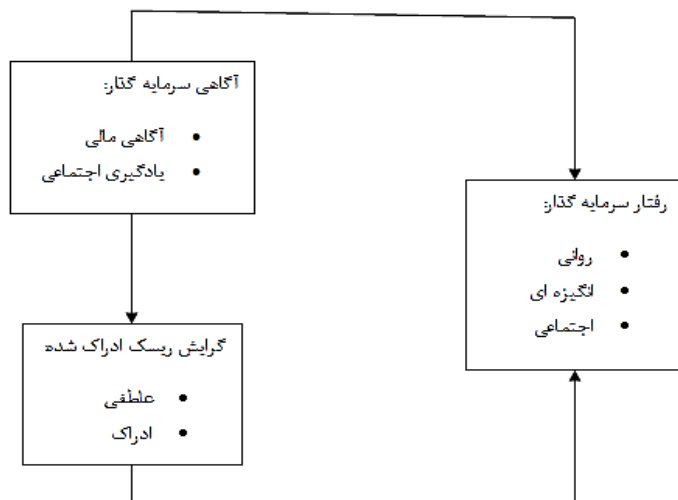 آگاهی سرمایه گذار:
• آگاهی مالی
• یادگیری اجتماعی
رفتار سرمایه گذار:
• روانی
• انگیزه ای
• اجتماعی
گرایش ریسک ادراک شده:
• عاطفی
• ادراک